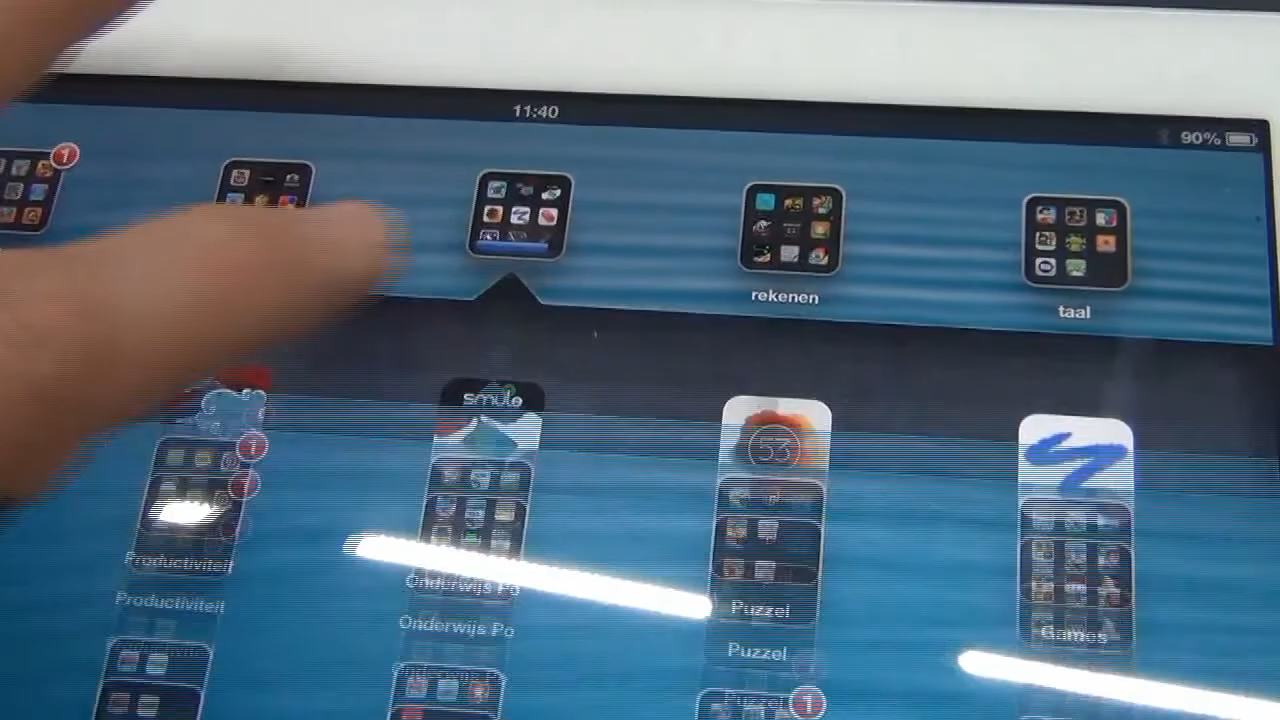 11:40
90%
1
rekenen
taal
smule
53
1
Productiviteit
Onderwijs Po
Productiviteit
Onderwijs Po
Puzzel
Games
Puzzel
Puzzel
1